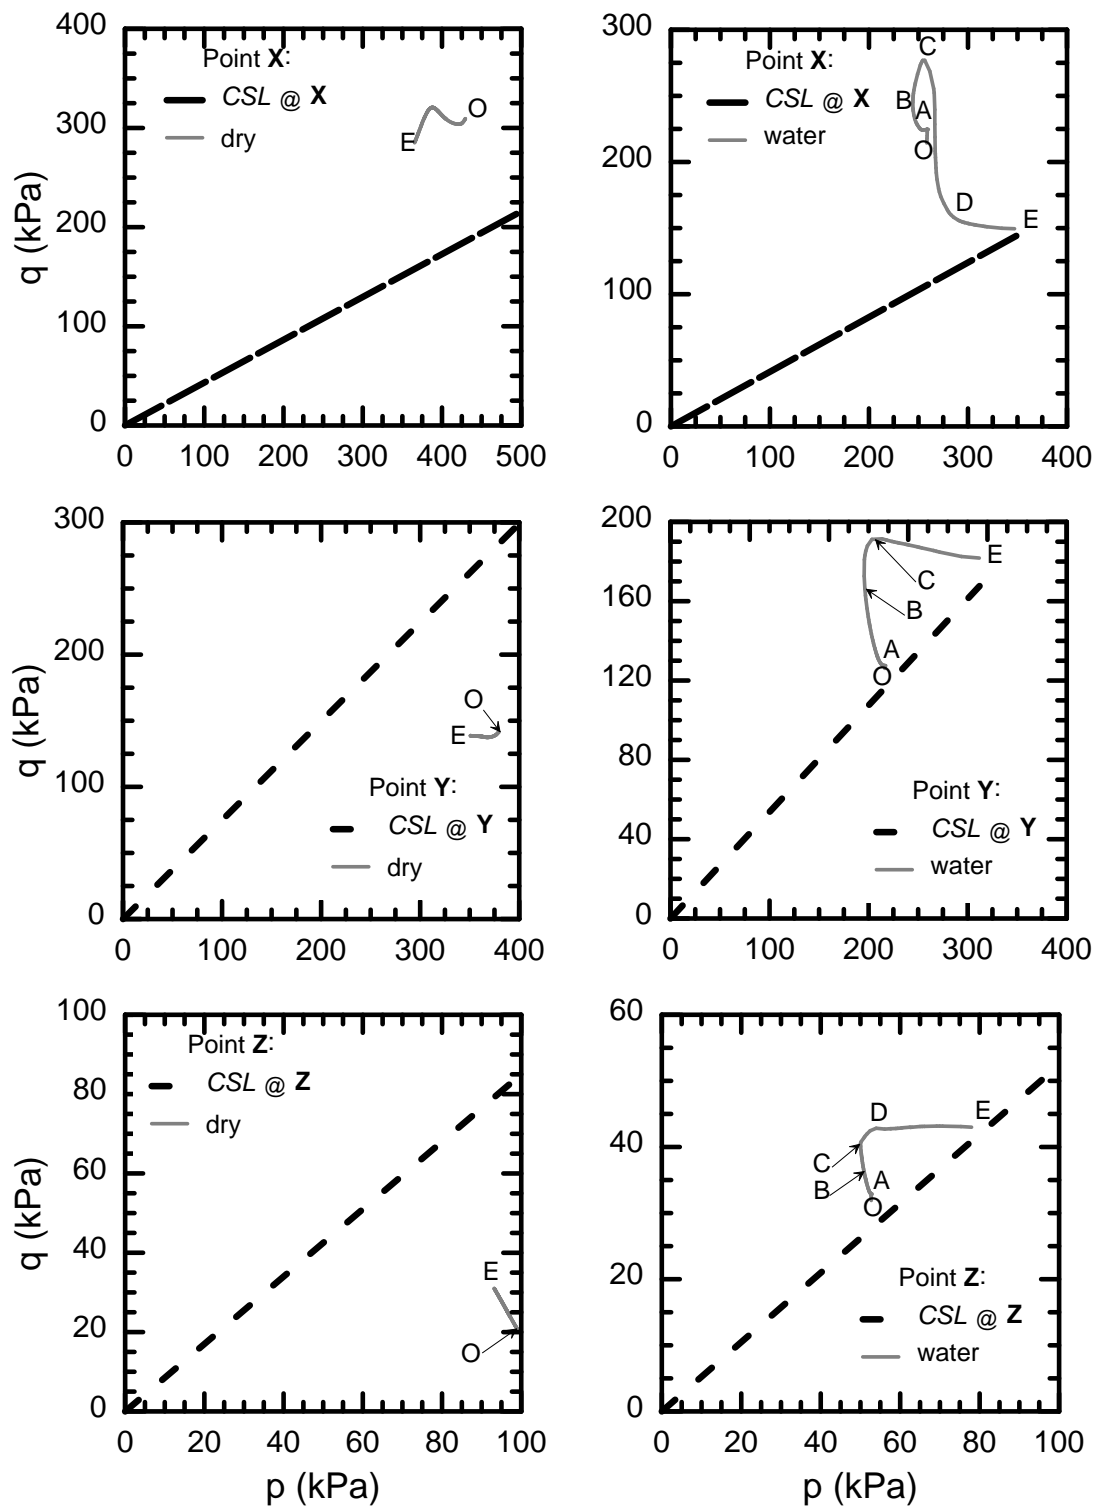 400
300
200
100
0
q (kPa)
Point X:
CSL @ X
dry
O
E
0 100 200 300 400 500
300
200
100
0
Point X:
CSL @ X
water
C
B
A
O
D
E
0 100 200 300 400
300
200
100
0
q (kPa)
O
E
Point Y:
CSL @ Y
dry
0 100 200 300 400
200
160
120
80
40
0
E
C
B
A
O
Point Y:
CSL @ Y
water
0 100 200 300 400
100
80
60
40
20
0
q (kPa)
Point Z:
CSL @ Z
dry
E
O
0 20 40 60 80 100
p (kPa)
60
40
20
0
D
E
C
B
A
O
Point Z:
CSL @ Z
water
0 20 40 60 80 100
p (kPa)